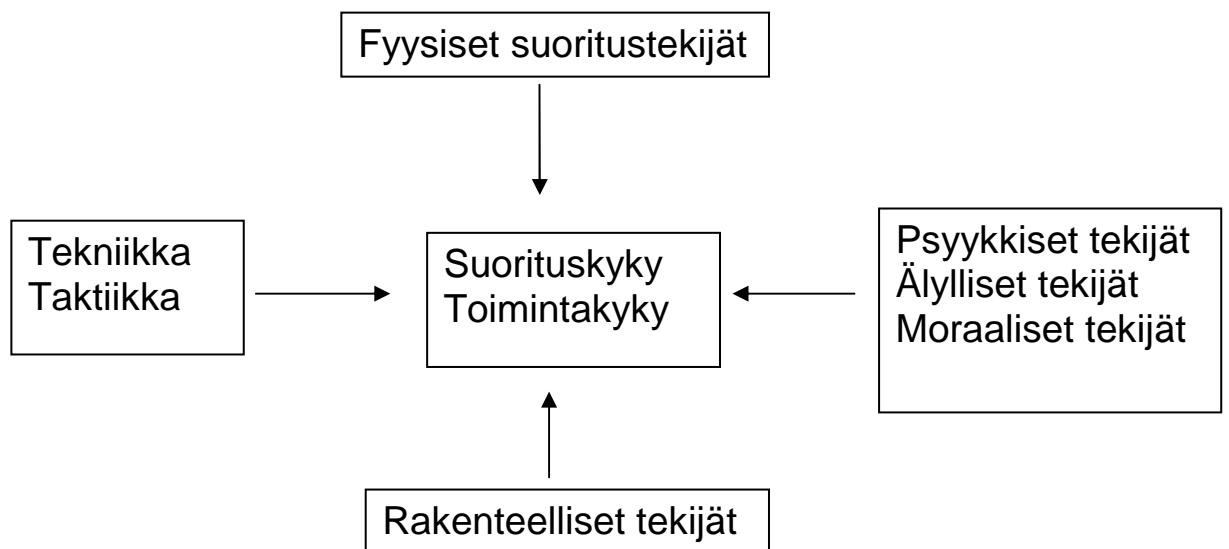 Fyysiset suoritustekijät
Tekniikka
Taktiikka
Suorituskyky
Toimintakyky
Psyykkiset tekijät
Älylliset tekijät
Moraaliset tekijät
Rakenteelliset tekijät